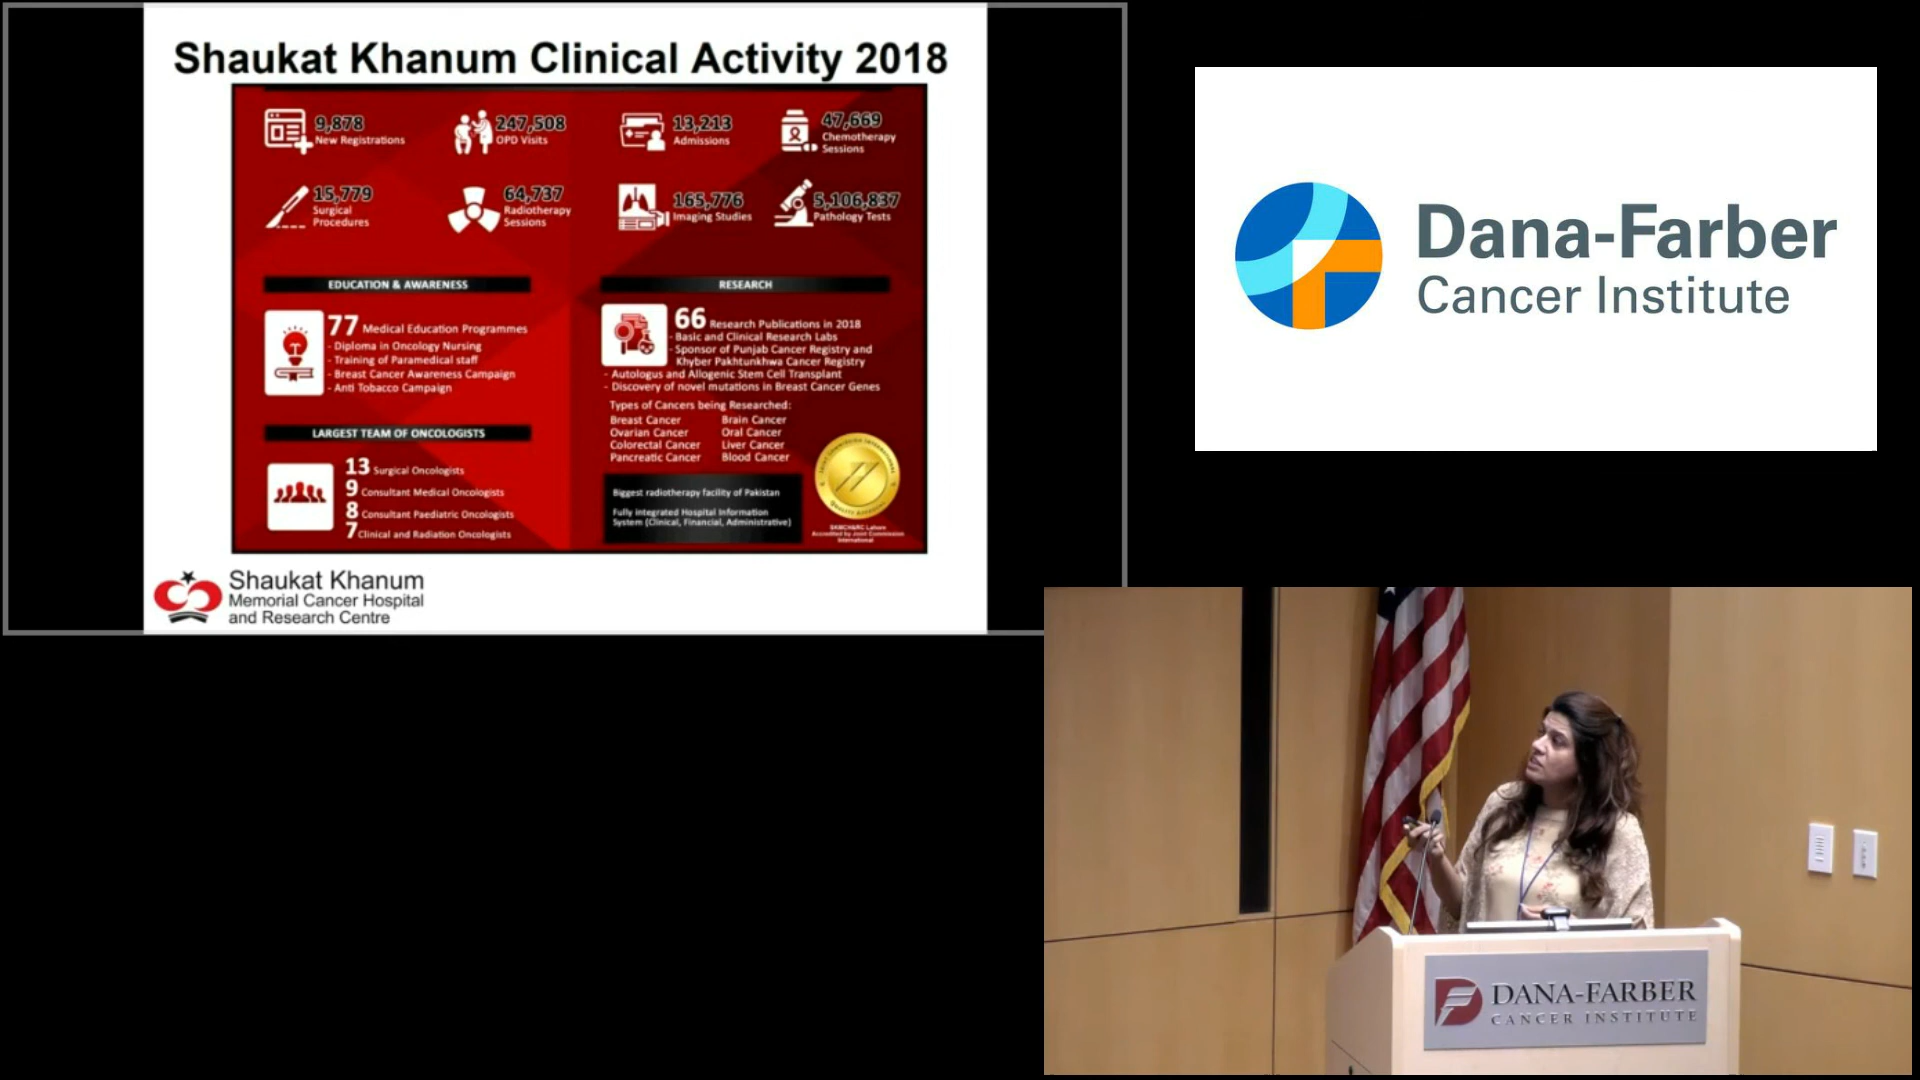 Shaukat Khanum Clinical Activity 2018
9,878
New Registrations
247,508
OPD Visits
13,213
Admissions
47,669
Chemotherapy
Sessions
15,779
Surgical
Procedures
64,737
Radiotherapy
Sessions
165,776
Imaging Studies
5,106,837
Pathology Tests
EDUCATION & AWARENESS
77 Medical Education Programmes
- Diploma in Oncology Nursing
- Training of Paramedical staff
- Breast Cancer Awareness Campaign
- Anti Tobacco Campaign
LARGEST TEAM OF ONCOLOGISTS
13 Surgical Oncologists
9 Consultant Medical Oncologists
8 Consultant Paediatric Oncologists
7 Clinical and Radiation Oncologists
RESEARCH
66 Research Publications in 2018
- Basic and Clinical Research Labs
- Sponsor of Punjab Cancer Registry and
Khyber Pakhtunkhwa Cancer Registry
- Autologus and Allogenic Stem Cell Transplant
- Discovery of novel mutations in Breast Cancer Genes
Types of Cancers being Researched:
Breast Cancer Brain Cancer
Ovarian Cancer Oral Cancer
Colorectal Cancer Liver Cancer
Pancreatic Cancer Blood Cancer
Biggest radiotherapy facility of Pakistan
Fully integrated Hospital Information
System (Clinical, Financial, Administrative)
SKMCH&RC Lahore
Accredited by Joint Commission
International
Shaukat Khanum
Memorial Cancer Hospital
and Research Centre
Dana-Farber
Cancer Institute
DANA-FARBER
CANCER INSTITUTE